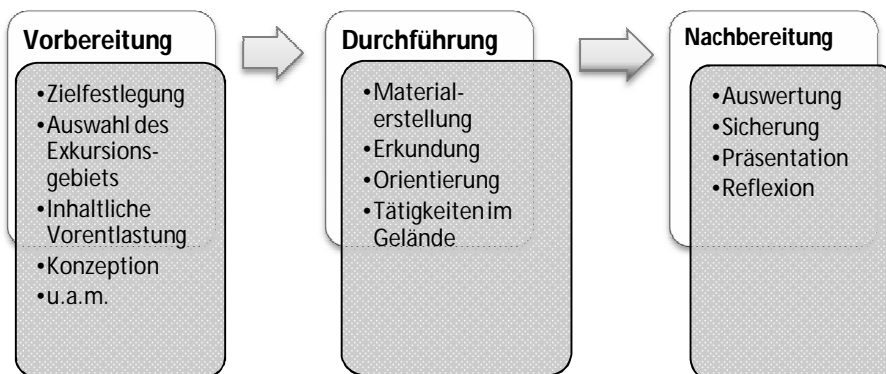 Vorbereitung
•Zielfestlegung
•Auswahl des
Exkursions-
gebiets
•Inhaltliche
Vorentlastung
•Konzeption
•u.a.m.
Durchführung
•Material-
erstellung
•Erkundung
•Orientierung
•Tätigkeiten im
Gelände
Nachbereitung
•Auswertung
•Sicherung
•Präsentation
•Reflexion